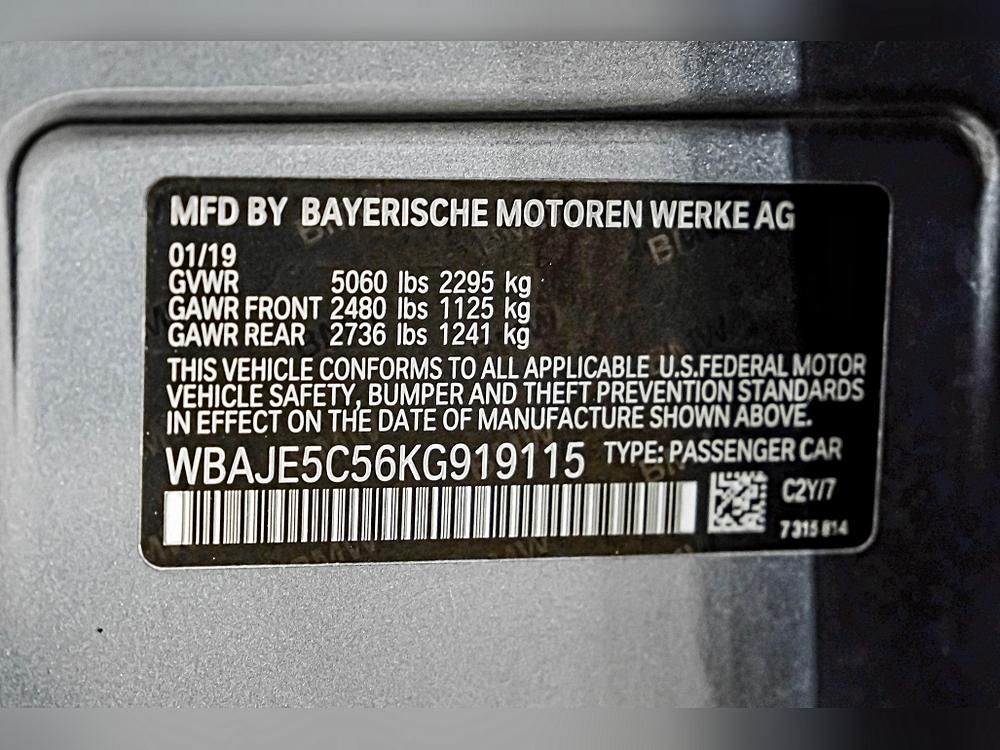 MFD BY BAYERISCHE MOTOREN WERKE AG
01/19
GVWR 5060 lbs 2295 kg
GAWR FRONT 2480 lbs 1125 kg
GAWR REAR 2736 lbs 1241 kg
THIS VEHICLE CONFORMS TO ALL APPLICABLE U.S.FEDERAL MOTOR
VEHICLE SAFETY, BUMPER AND THEFT PREVENTION STANDARDS
IN EFFECT ON THE DATE OF MANUFACTURE SHOWN ABOVE.
WBAJE5C56KG919115 TYPE: PASSENGER CAR
C2Y/7
7 315 814